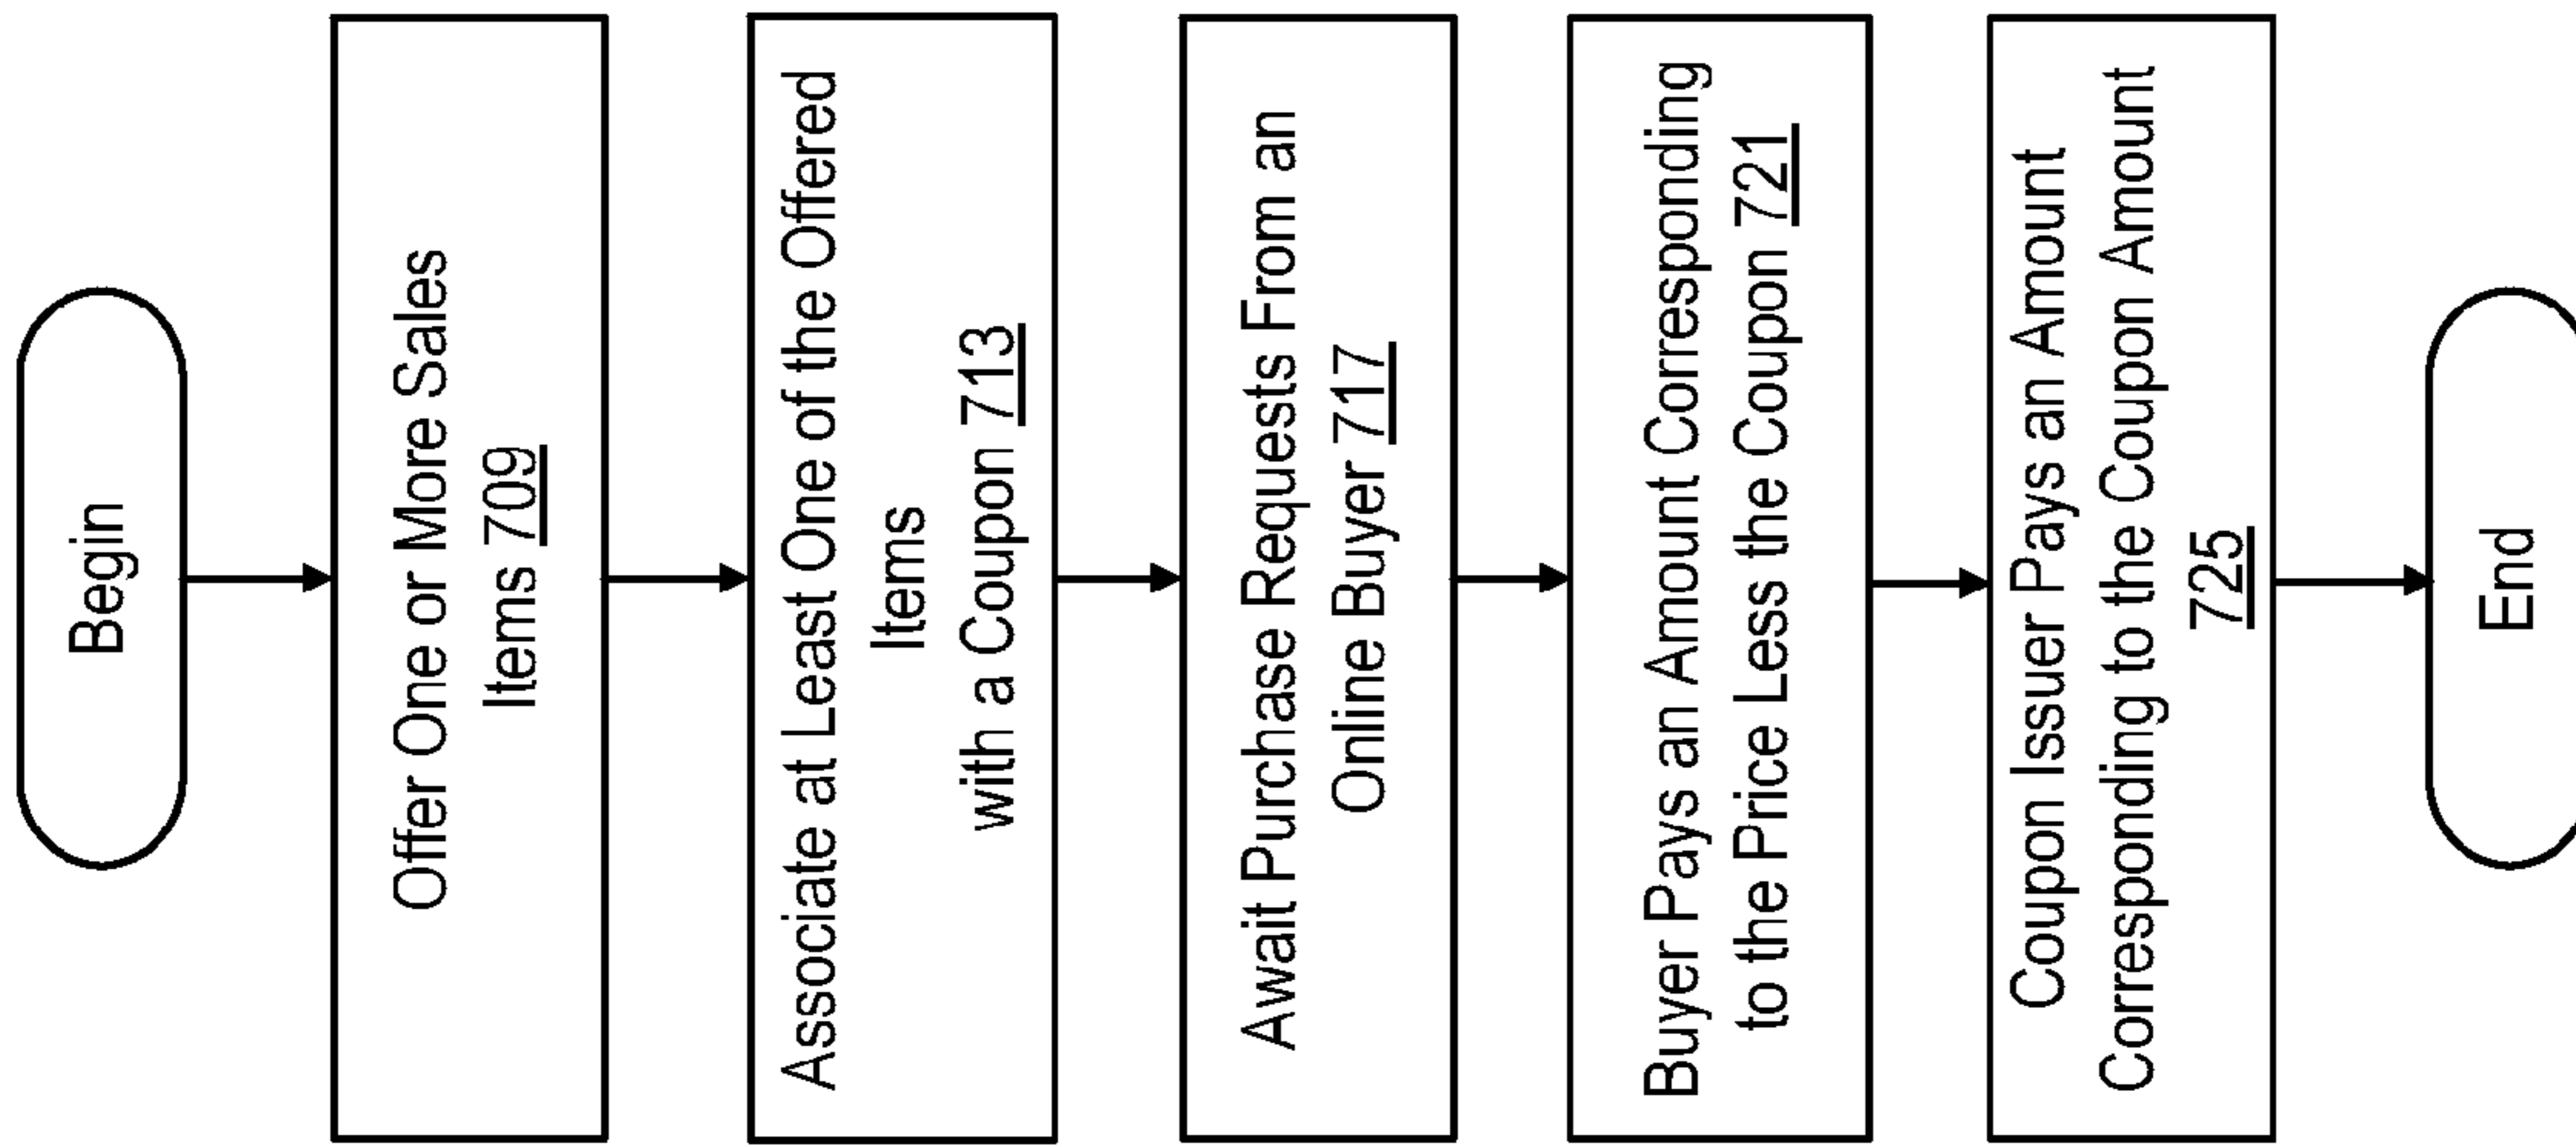 Begin
Offer One or More Sales
Items 709
Associate at Least One of the Offered
Items
with a Coupon 713
Await Purchase Requests From an
Online Buyer 717
Buyer Pays an Amount Corresponding
to the Price Less the Coupon 721
Coupon Issuer Pays an Amount
Corresponding to the Coupon Amount
725
End